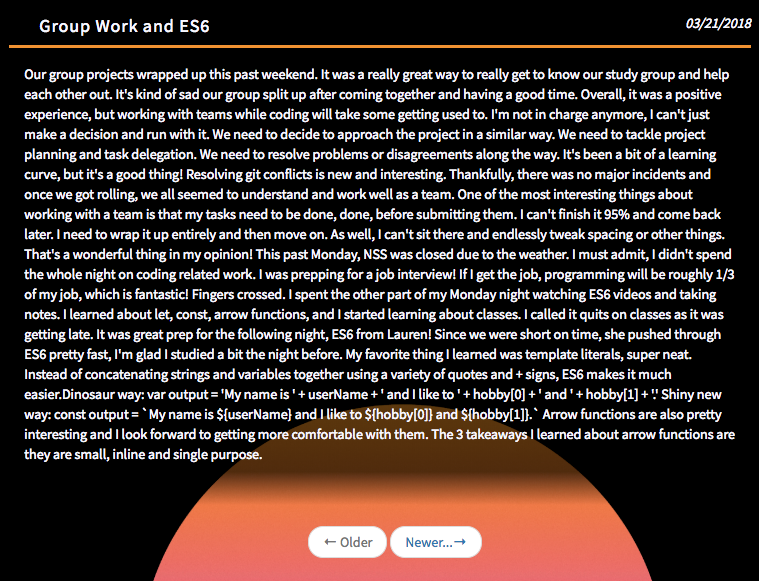 Group Work and ES6
03/21/2018
Our group projects wrapped up this past weekend. It was a really great way to really get to know our study group and help
each other out. It's kind of sad our group split up after coming together and having a good time. Overall, it was a positive
experience, but working with teams while coding will take some getting used to. I'm not in charge anymore, I can't just
make a decision and run with it. We need to decide to approach the project in a similar way. We need to tackle project
planning and task delegation. We need to resolve problems or disagreements along the way. It's been a bit of a learning
curve, but it's a good thing! Resolving git conflicts is new and interesting. Thankfully, there was no major incidents and
once we got rolling, we all seemed to understand and work well as a team. One of the most interesting things about
working with a team is that my tasks need to be done, done, before submitting them. I can't finish it 95% and come back
later. I need to wrap it up entirely and then move on. As well, I can't sit there and endlessly tweak spacing or other things.
That's a wonderful thing in my opinion! This past Monday, NSS was closed due to the weather. I must admit, I didn't spend
the whole night on coding related work. I was prepping for a job interview! If I get the job, programming will be roughly 1/3
of my job, which is fantastic! Fingers crossed. I spent the other part of my Monday night watching ES6 videos and taking
notes. I learned about let, const, arrow functions, and I started learning about classes. I called it quits on classes as it was
getting late. It was great prep for the following night, ES6 from Lauren! Since we were short on time, she pushed through
ES6 pretty fast, I'm glad I studied a bit the night before. My favorite thing I learned was template literals, super neat.
Instead of concatenating strings and variables together using a variety of quotes and + signs, ES6 makes it much
easier.Dinosaur way: var output = 'My name is ' + userName + ' and I like to ' + hobby[0] + ' and ' + hobby[1] + '.' Shiny new
way: const output = `My name is ${userName} and I like to ${hobby[0]} and ${hobby[1]}.` Arrow functions are also pretty
interesting and I look forward to getting more comfortable with them. The 3 takeaways I learned about arrow functions are
they are small, inline and single purpose.
← Older
Newer...→